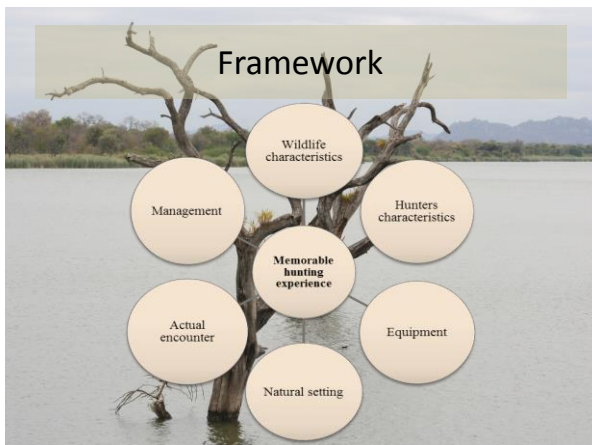 Framework
Wildlife
characteristics
Hunters
characteristics
Equipment
Natural setting
Actual
encounter
Management
Memorable
hunting
experience